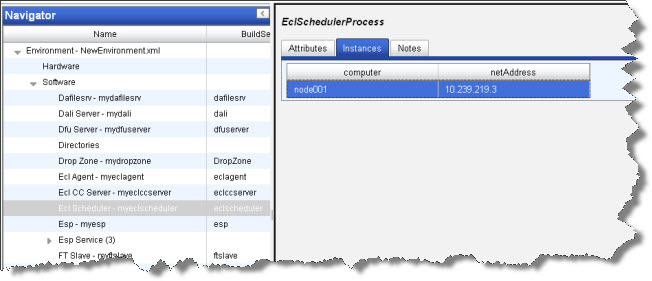 Navigator
Name BuildSe
Environment - NewEnvironment.xml
Hardware
Software
Dafilesrv - mydafilesrv dafilesrv
Dali Server - mydali dali
Dfu Server - mydfuserver dfuserver
Directories
Drop Zone - mydropzone DropZone
Ecl Agent - myeclagent eclagent
Ecl CC Server - myeclccserver eclccserver
Ecl Scheduler - myeclscheduler eclscheduler
Esp - myesp esp
Esp Service (3)
FT Slave - myftslave ftslave
EclSchedulerProcess
Attributes Instances Notes
computer netAddress
node001 10.239.219.3